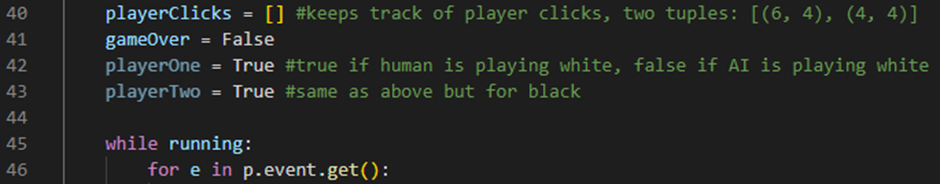 40 playerClicks = [] #keeps track of player clicks, two tuples: [(6, 4), (4, 4)]
41 gameOver = False
42 playerOne = True #true if human is playing white, false if AI is playing white
43 playerTwo = True #same as above but for black
44
45 while running:
46 for e in p.event.get():